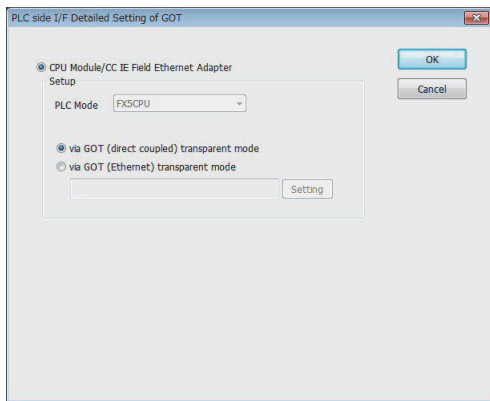 PLC side I/F Detailed Setting of GOT
OK
CPU Module/CC IE Field Ethernet Adapter
Setup
Cancel
PLC Mode FX5CPU
via GOT (direct coupled) transparent mode
via GOT (Ethernet) transparent mode
Setting